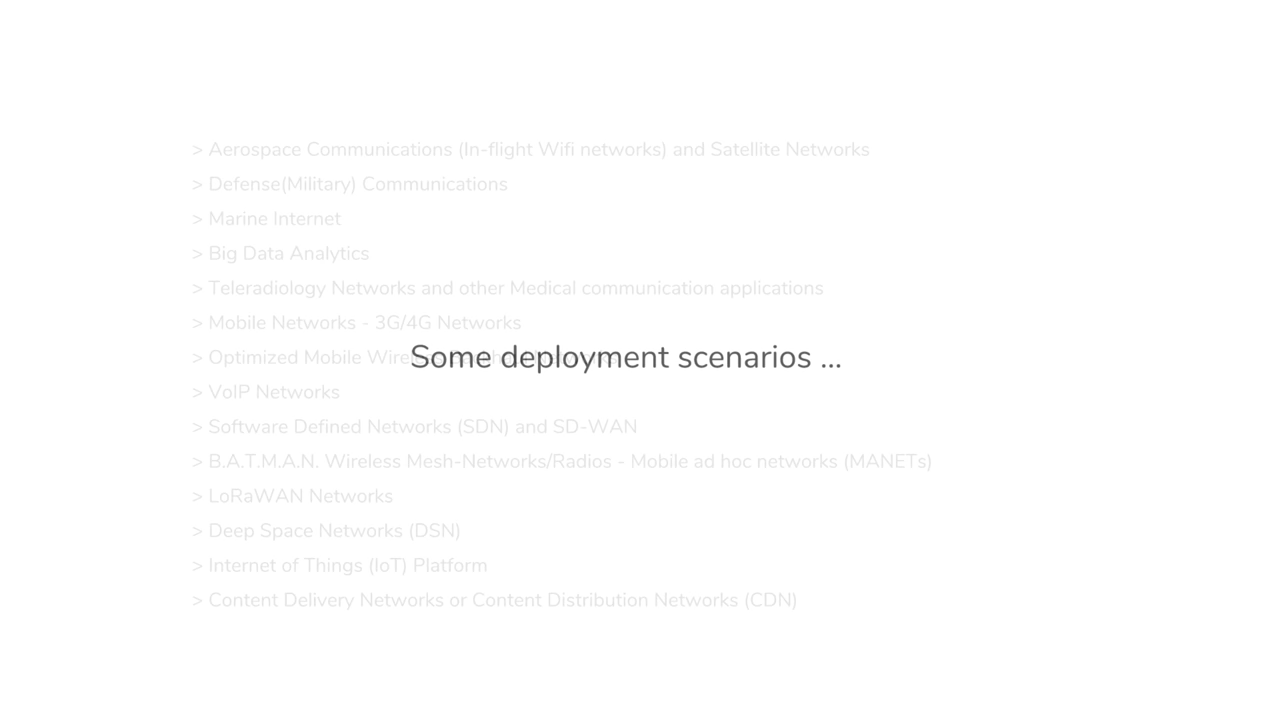 > Aerospace Communications (In-flight Wifi networks) and Satellite Networks
> Defense(Military) Communications
> Marine Internet
> Big Data Analytics
> Teleradiology Networks and other Medical communication applications
> Mobile Networks - 3G/4G Networks
> Optimized Mobile
Some deployment scenarios ...
> VoIP Networks
> Software Defined Networks (SDN) and SD-WAN
> B.A.T.M.A.N. Wireless Mesh-Networks/Radios - Mobile ad hoc networks (MANETs)
> LoRaWAN Networks
> Deep Space Networks (DSN)
> Internet of Things (IoT) Platform
> Content Delivery Networks or Content Distribution Networks (CDN)